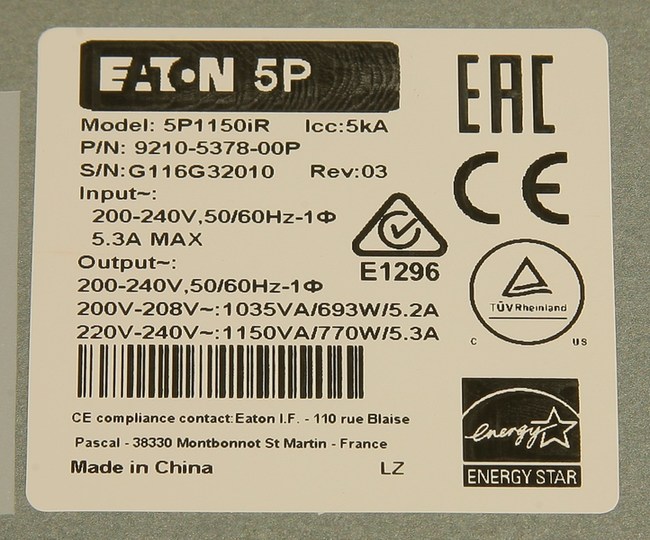 EATON 5P
EAC
Model: 5P1150iR Icc:5kA
P/N: 9210-5378-00P
S/N:G116G32010 Rev:03
CE
Input~:
200-240V,50/60Hz-1Φ
5.3A MAX
E1296
Output~:
200-240V,50/60Hz-1Φ
200V-208V~:1035VA/693W/5.2A
220V-240V~:1150VA/770W/5.3A
TÜVRheinland
C US
CE compliance contact:Eaton I.F. - 110 rue Blaise
Pascal - 38330 Montbonnot St Martin - France
Made in China LZ
energy
ENERGY STAR